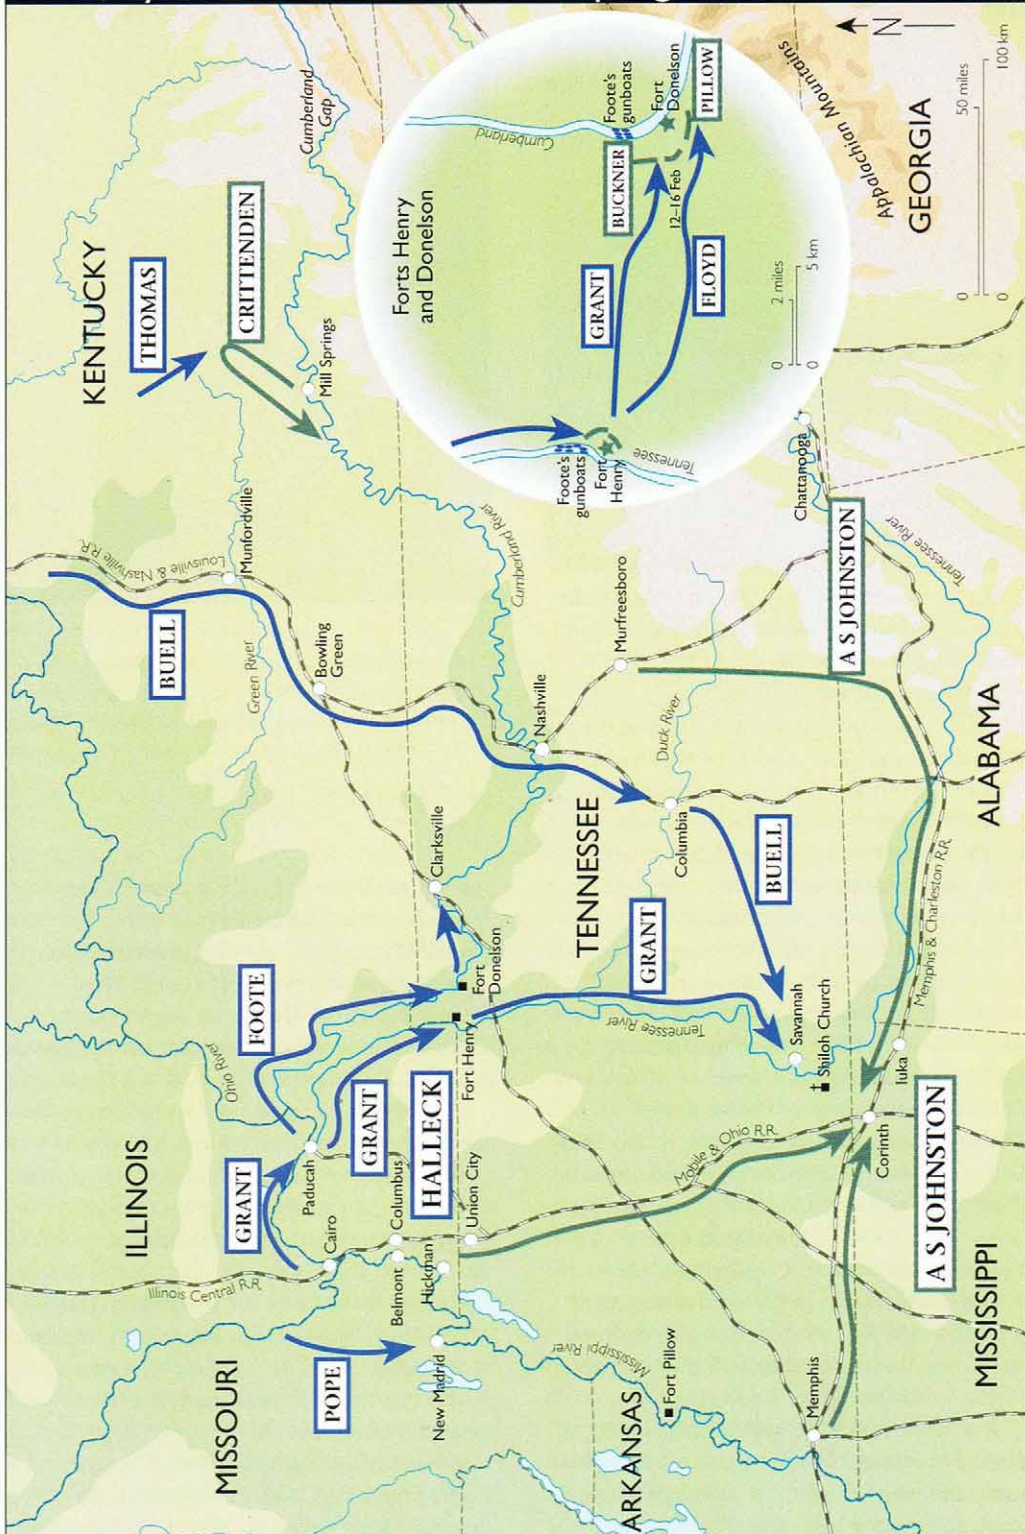 KENTUCKY
THOMAS
CRITTENDEN
Cumberland
Gap
Mill Springs
Louisville & Nashville R.R.
Munfordville
BUELL
Green River
Bowling
Green
Cumberland River
ILLINOIS
Ohio River
FOOTE
GRANT
Paducah
GRANT
Cairo
Illinois Central R.R.
Columbus
Belmont
HALLECK
Hickman
Union City
Fort Henry
Fort
Donelson
Clarksville
Nashville
Murfreesboro
MISSOURI
POPE
New Madrid
Mississippi River
ARKANSAS
Fort Pillow
Memphis
TENNESSEE
GRANT
Tennessee River
Duck River
Columbia
BUELL
Savannah
Shiloh Church
Mobile & Ohio R.R.
Corinth
Iuka
Memphis & Charleston R.R.
A S JOHNSTON
A S JOHNSTON
MISSISSIPPI
ALABAMA
Chattanooga
Tennessee River
GEORGIA
Appalachian Mountains
N
0
50 miles
0
100 km
Forts Henry
and Donelson
Foote's
gunboats
Fort
Henry
Tennessee
GRANT
FLOYD
12–16 Feb
BUCKNER
Cumberland
Foote's
gunboats
Fort
Donelson
PILLOW
0
2 miles
0
5 km